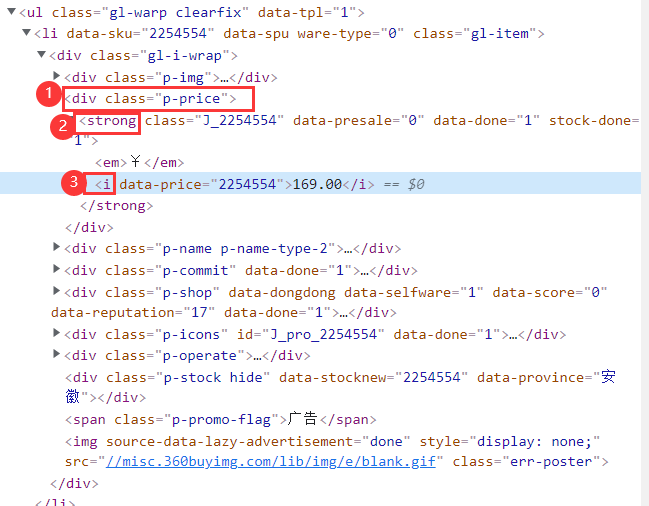 <ul class="gl-warp clearfix" data-tpl="1">
<li data-sku="2254554" data-spu ware-type="0" class="gl-item">
<div class="gl-i-wrap">
<div class="p-img">…</div>
1 <div class="p-price">
2 <strong class="J_2254554" data-presale="0" data-done="1" stock-done=
"1">
<em>￥</em>
3 <i data-price="2254554">169.00</i> == $0
</strong>
</div>
<div class="p-name p-name-type-2">…</div>
<div class="p-commit" data-done="1">…</div>
<div class="p-shop" data-dongdong data-selfware="1" data-score="0"
data-reputation="17" data-done="1">…</div>
<div class="p-icons" id="J_pro_2254554" data-done="1">…</div>
<div class="p-operate">…</div>
<div class="p-stock hide" data-stocknew="2254554" data-province="安
徽"></div>
<span class="p-promo-flag">广告</span>
<img source-data-lazy-advertisement="done" style="display: none;"
src="//misc.360buyimg.com/lib/img/e/blank.gif" class="err-poster">
</div>
</li>